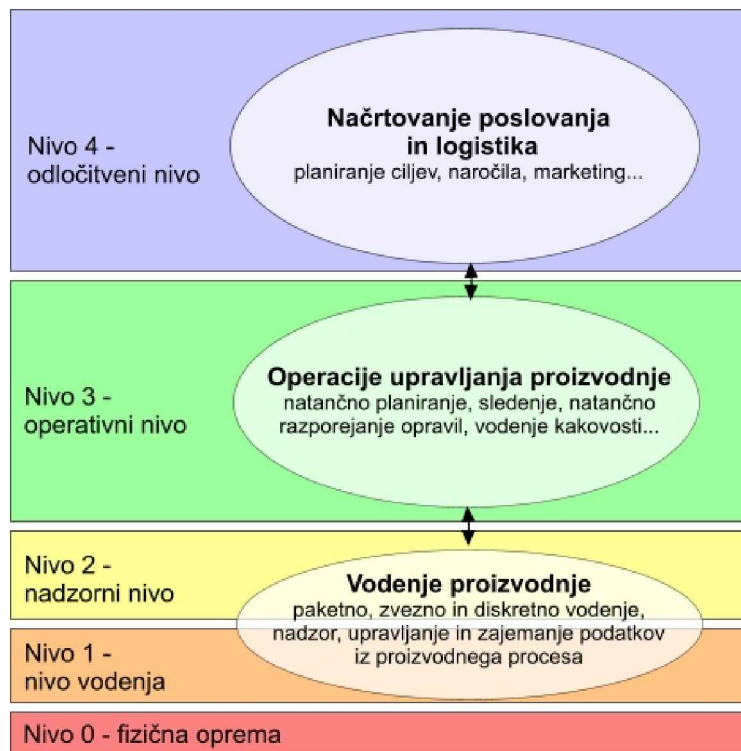 Nivo 4 -
odločitveni nivo
Načrtovanje poslovanja
in logistika
planiranje ciljev, naročila, marketing...
Nivo 3 -
operativni nivo
Operacije upravljanja proizvodnje
natančno planiranje, sledenje, natančno
razporejanje opravil, vodenje kakovosti...
Nivo 2 -
nadzorni nivo
Vodenje proizvodnje
paketno, zvezno in diskretno vodenje,
nadzor, upravljanje in zajemanje podatkov
iz proizvodnega procesa
Nivo 1 -
nivo vodenja
Nivo 0 - fizična oprema